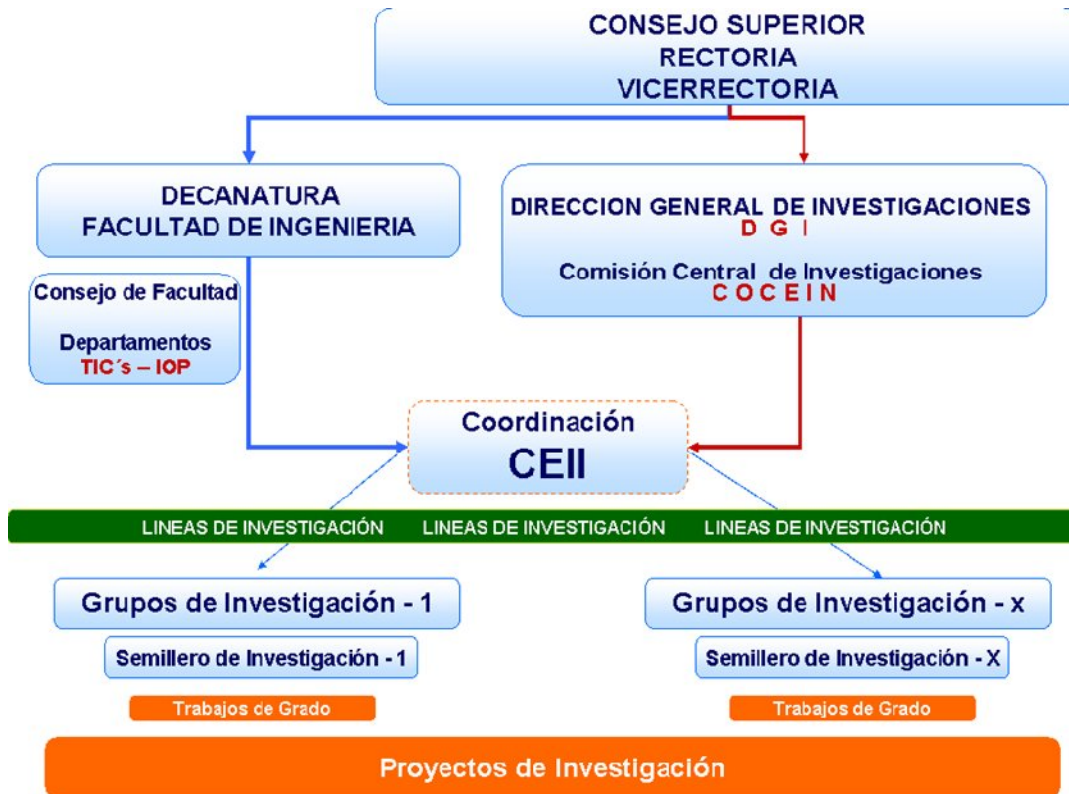 CONSEJO SUPERIOR
RECTORIA
VICERRECTORIA
DECANATURA
FACULTAD DE INGENIERIA
DIRECCION GENERAL DE INVESTIGACIONES
D G I
Comisión Central de Investigaciones
C O C E I N
Consejo de Facultad
Departamentos
TIC´s – IOP
Coordinación
CEII
LINEAS DE INVESTIGACIÓN LINEAS DE INVESTIGACIÓN LINEAS DE INVESTIGACIÓN
Grupos de Investigación - 1
Grupos de Investigación - x
Semillero de Investigación - 1
Semillero de Investigación - X
Trabajos de Grado
Trabajos de Grado
Proyectos de Investigación